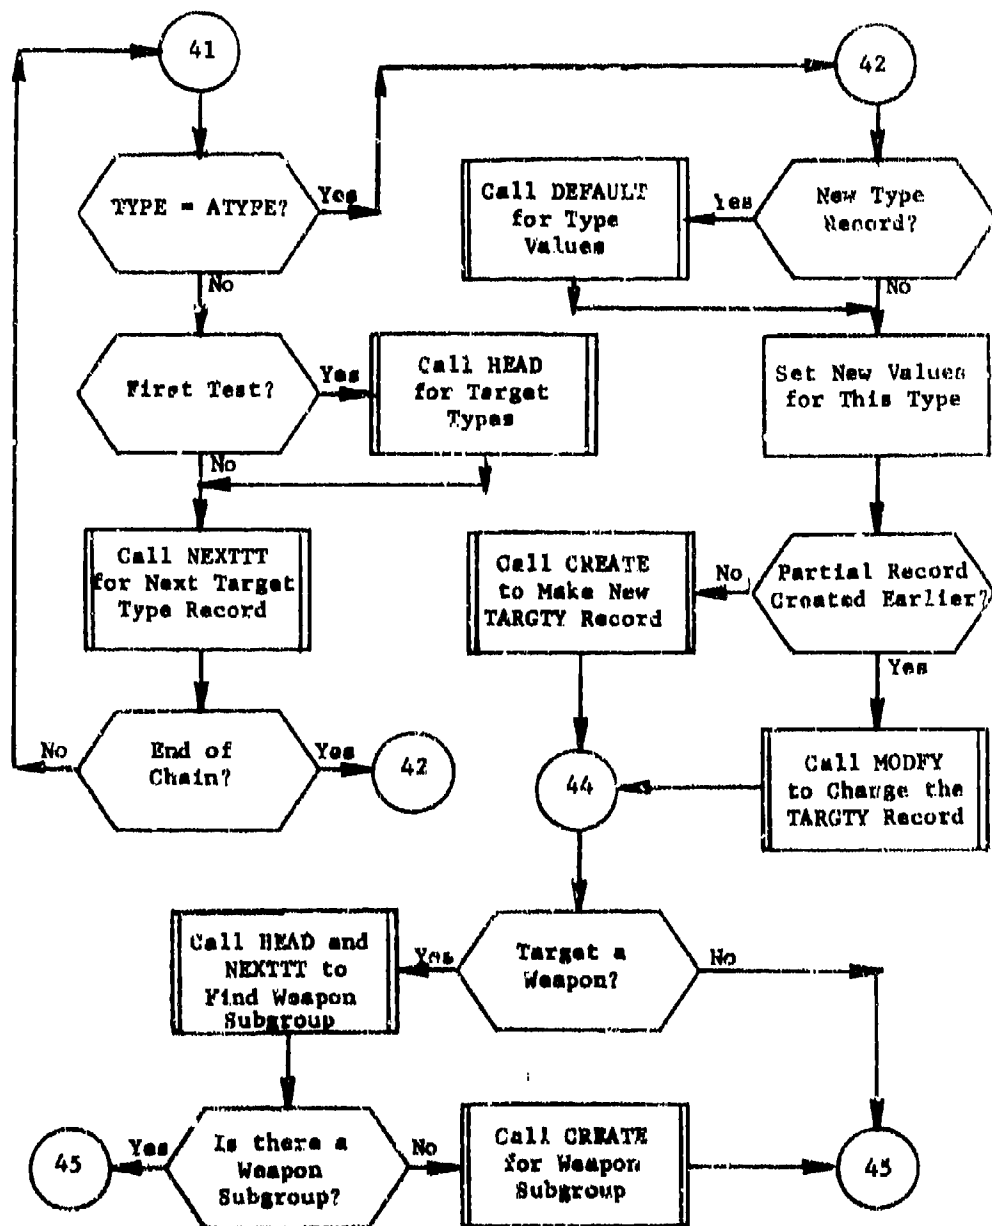 41
TYPE = ATYPE?
Yes
No
First Test?
Yes
Call HEAD
for Target
Types
No
Call NEXTTT
for Next Target
Type Record
End of
Chain?
No
Yes
42
42
New Type
Record?
Yes
Call DEFAULT
for Type
Values
No
Set New Values
for This Type
Partial Record
Created Earlier?
No
Call CREATE
to Make New
TARGTY Record
Yes
Call MODFY
to Change the
TARGTY Record
44
Target a
Weapon?
Yes
No
Call HEAD and
NEXTTT to
Find Weapon
Subgroup
Is there a
Weapon
Subgroup?
Yes
45
No
Call CREATE
for Weapon
Subgroup
45